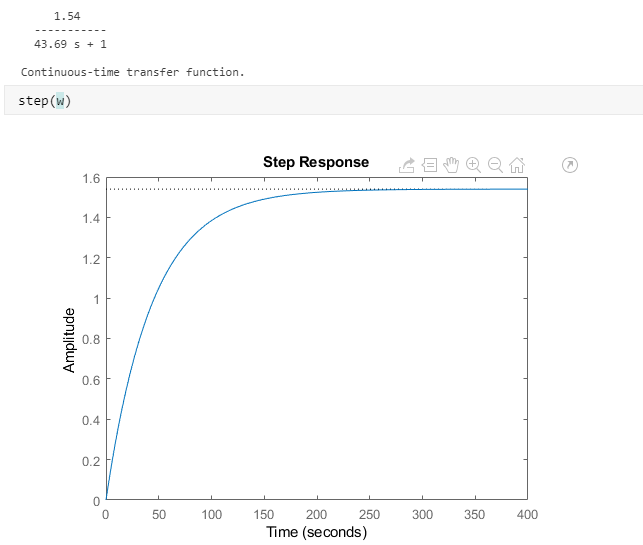 1.54
-----------
43.69 s + 1
Continuous-time transfer function.
step(w)
Step Response
1.6
1.4
1.2
1
0.8
0.6
0.4
0.2
0
Amplitude
0 50 100 150 200 250 300 350 400
Time (seconds)